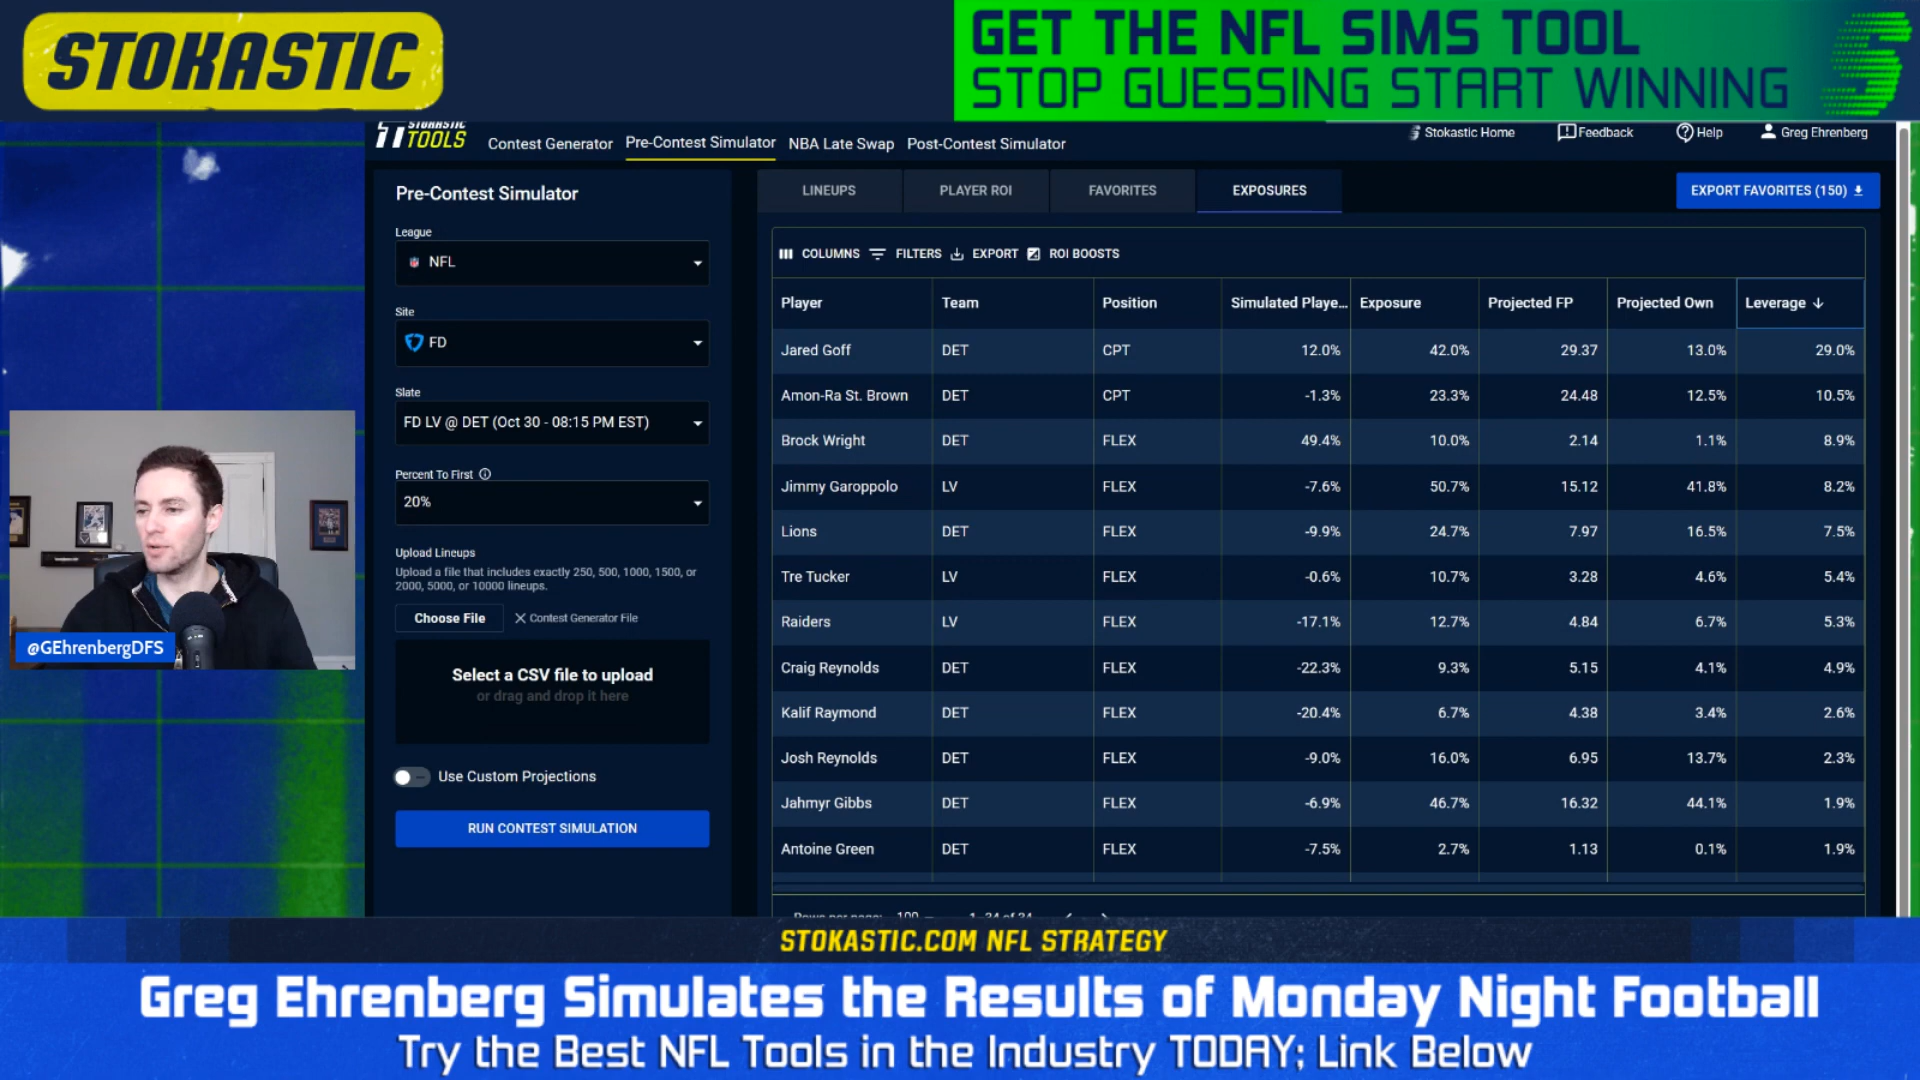 STOKASTIC
GET THE NFL SIMS TOOL
STOP GUESSING START WINNING
STOKASTIC
TOOLS
Contest Generator
Pre-Contest Simulator
NBA Late Swap
Post-Contest Simulator
Stokastic Home
Feedback
Help
Greg Ehrenberg
Pre-Contest Simulator
League
NFL
Site
FD
Slate
FD LV @ DET (Oct 30 - 08:15 PM EST)
Percent To First
20%
Upload Lineups
Upload a file that includes exactly 250, 500, 1000, 1500, or
2000, 5000, or 10000 lineups.
Choose File
Contest Generator File
Select a CSV file to upload
or drag and drop it here
Use Custom Projections
RUN CONTEST SIMULATION
LINEUPS
PLAYER ROI
FAVORITES
EXPOSURES
EXPORT FAVORITES (150)
COLUMNS FILTERS EXPORT ROI BOOSTS
Player Team Position Simulated Playe... Exposure Projected FP Projected Own Leverage
Jared Goff DET CPT 12.0% 42.0% 29.37 13.0% 29.0%
Amon-Ra St. Brown DET CPT -1.3% 23.3% 24.48 12.5% 10.5%
Brock Wright DET FLEX 49.4% 10.0% 2.14 1.1% 8.9%
Jimmy Garoppolo LV FLEX -7.6% 50.7% 15.12 41.8% 8.2%
Lions DET FLEX -9.9% 24.7% 7.97 16.5% 7.5%
Tre Tucker LV FLEX -0.6% 10.7% 3.28 4.6% 5.4%
Raiders LV FLEX -17.1% 12.7% 4.84 6.7% 5.3%
Craig Reynolds DET FLEX -22.3% 9.3% 5.15 4.1% 4.9%
Kalif Raymond DET FLEX -20.4% 6.7% 4.38 3.4% 2.6%
Josh Reynolds DET FLEX -9.0% 16.0% 6.95 13.7% 2.3%
Jahmyr Gibbs DET FLEX -6.9% 46.7% 16.32 44.1% 1.9%
Antoine Green DET FLEX -7.5% 2.7% 1.13 0.1% 1.9%
Rows per page: 100 1–34 of 34
@GEhrenbergDFS
STOKASTIC.COM NFL STRATEGY
Greg Ehrenberg Simulates the Results of Monday Night Football
Try the Best NFL Tools in the Industry TODAY; Link Below